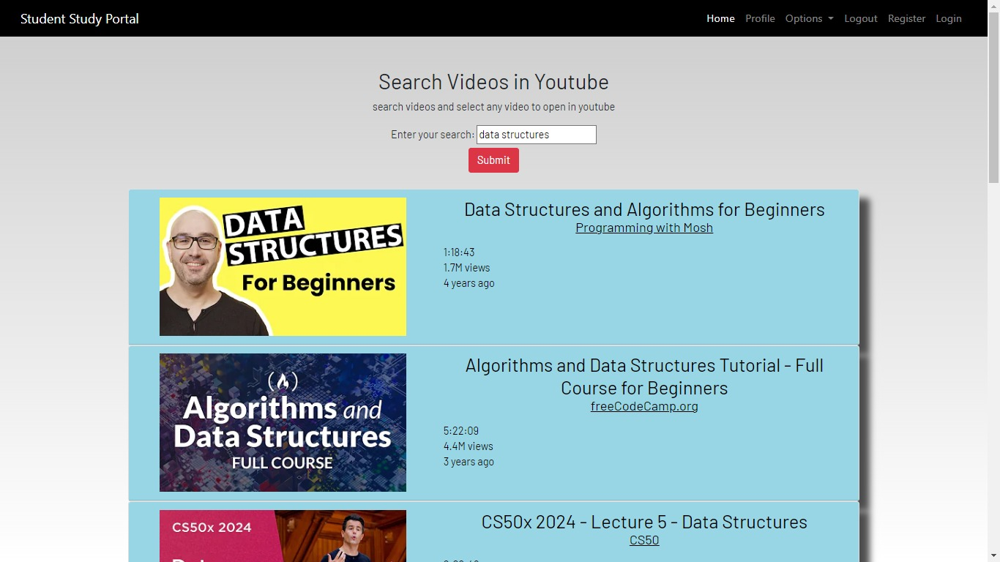 Student Study Portal
Home Profile Options Logout Register Login
Search Videos in Youtube
search videos and select any video to open in youtube
Enter your search: data structures
Submit
DATA
STRUCTURES
For Beginners
Data Structures and Algorithms for Beginners
Programming with Mosh
1:18:43
1.7M views
4 years ago
Algorithms and
Data Structures
FULL COURSE
Algorithms and Data Structures Tutorial - Full
Course for Beginners
freeCodeCamp.org
5:22:09
4.4M views
3 years ago
CS50x 2024
CS50x 2024 - Lecture 5 - Data Structures
CS50